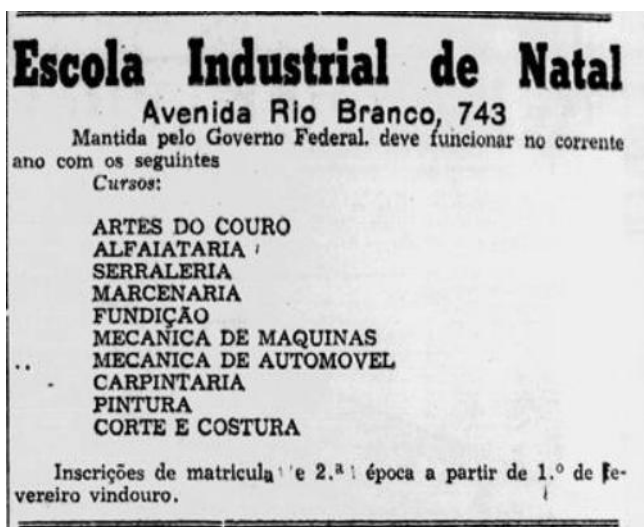 Escola Industrial de Natal
Avenida Rio Branco, 743
Mantida pelo Governo Federal. deve funcionar no corrente
ano com os seguintes
Cursos:
ARTES DO COURO
ALFAIATARIA
SERRALERIA
MARCENARIA
FUNDIÇÃO
MECANICA DE MAQUINAS
MECANICA DE AUTOMOVEL
CARPINTARIA
PINTURA
CORTE E COSTURA
Inscrições de matricula e 2.ª época a partir de 1.º de fe-
vereiro vindouro.